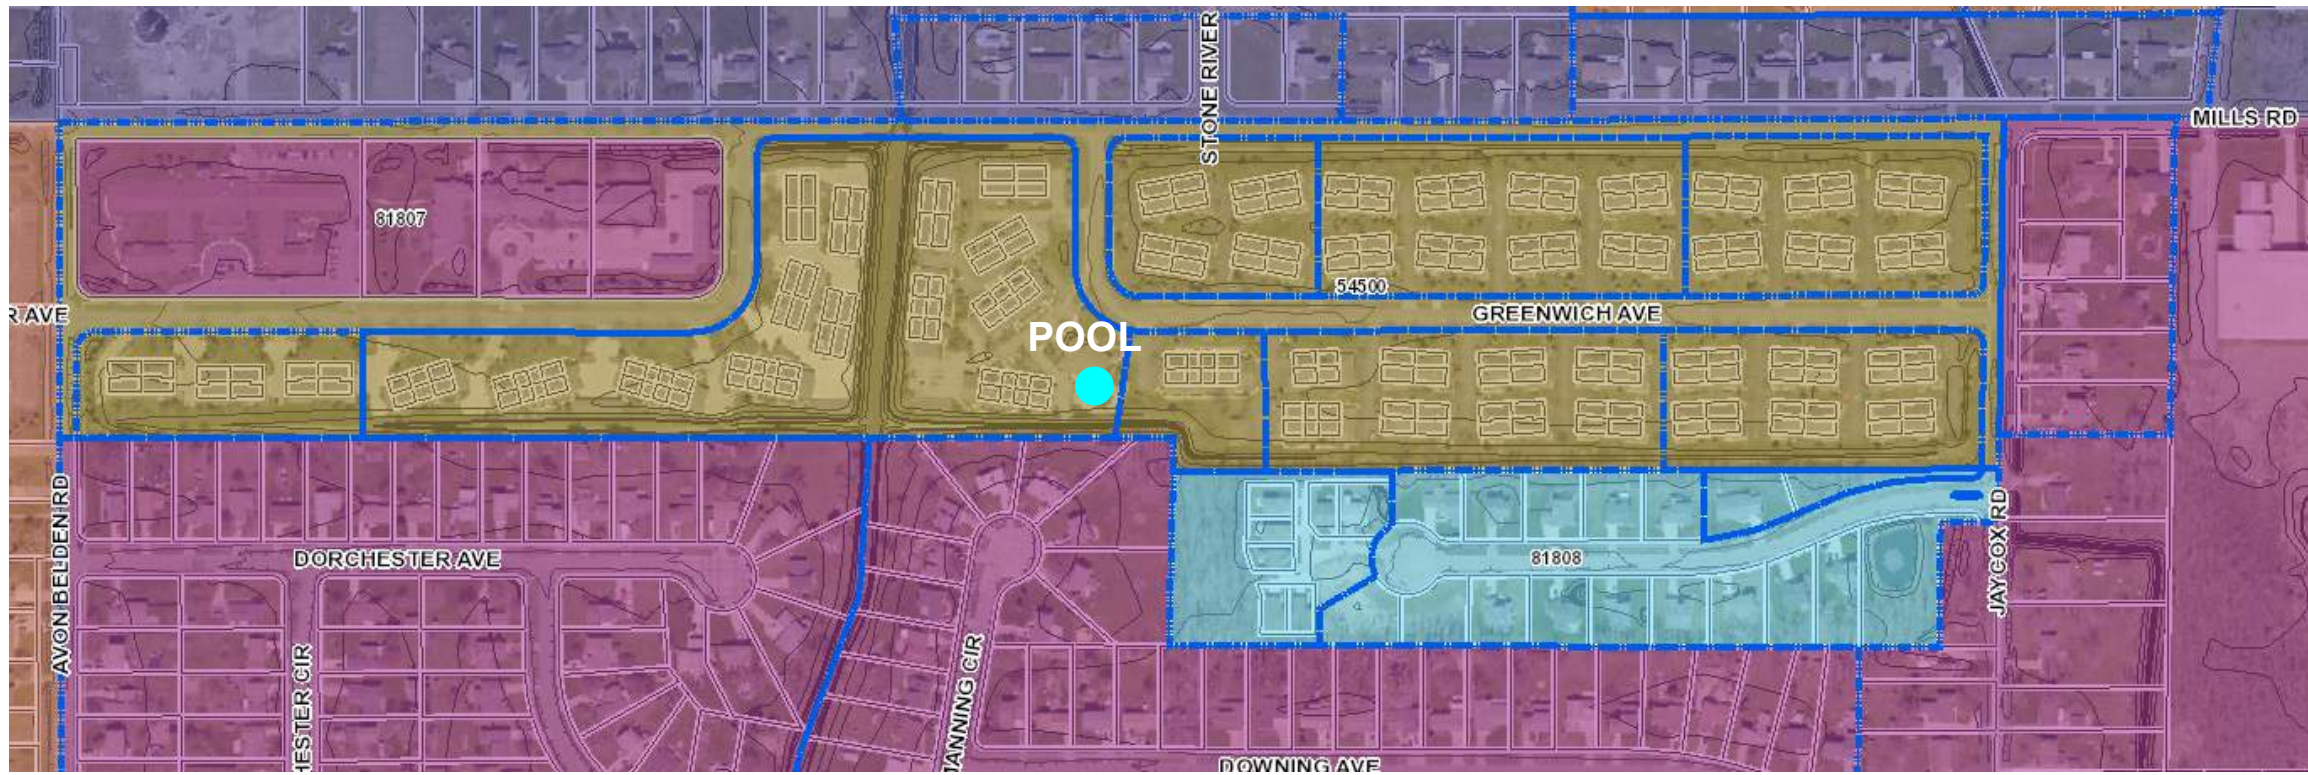 STONE RIVER
MILLS RD
81807
54500
R AVE
GREENWICH AVE
POOL
AVON BELDEN RD
DORCHESTER AVE
81808
JAYCOX RD
HESTER CIR
JANNING CIR
DOWNING AVE